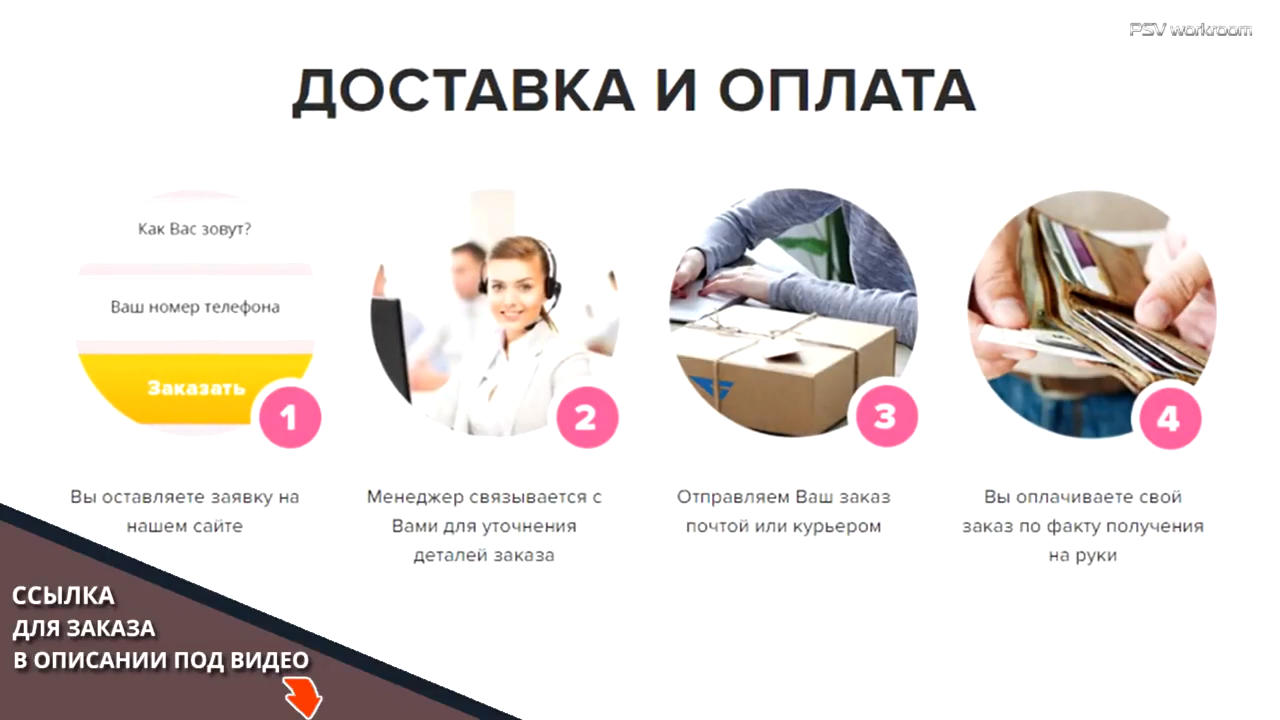 PSV workroom
ДОСТАВКА И ОПЛАТА
Как Вас зовут?
Ваш номер телефона
Заказать
1
2
3
4
Вы оставляете заявку на
нашем сайте
Менеджер связывается с
Вами для уточнения
деталей заказа
Отправляем Ваш заказ
почтой или курьером
Вы оплачиваете свой
заказ по факту получения
на руки
ССЫЛКА
ДЛЯ ЗАКАЗА
В ОПИСАНИИ ПОД ВИДЕО